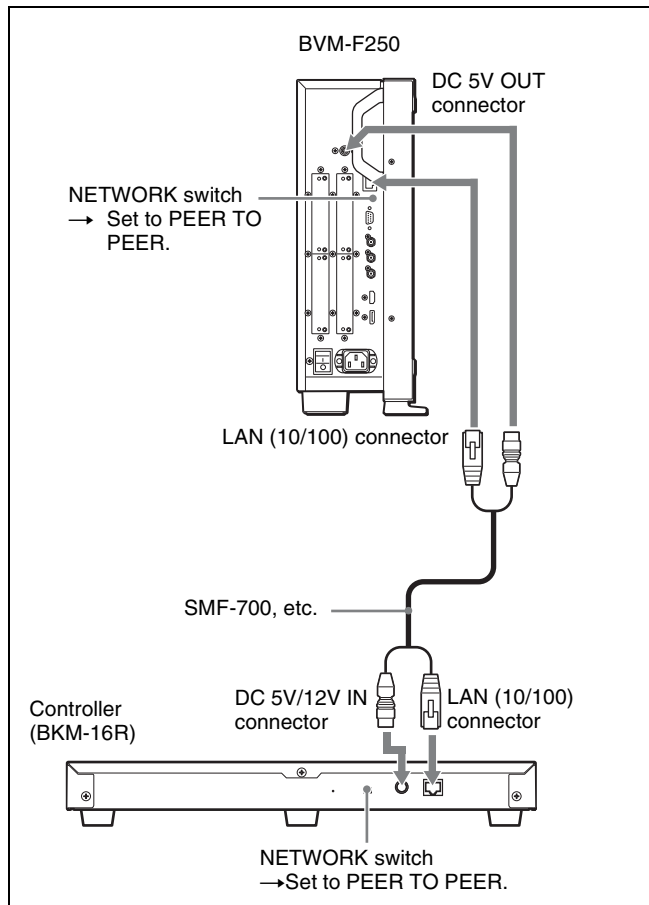 BVM-F250
DC 5V OUT
connector
NETWORK switch
→ Set to PEER TO
PEER.
LAN (10/100) connector
SMF-700, etc.
DC 5V/12V IN
connector
LAN (10/100)
connector
Controller
(BKM-16R)
NETWORK switch
→Set to PEER TO PEER.